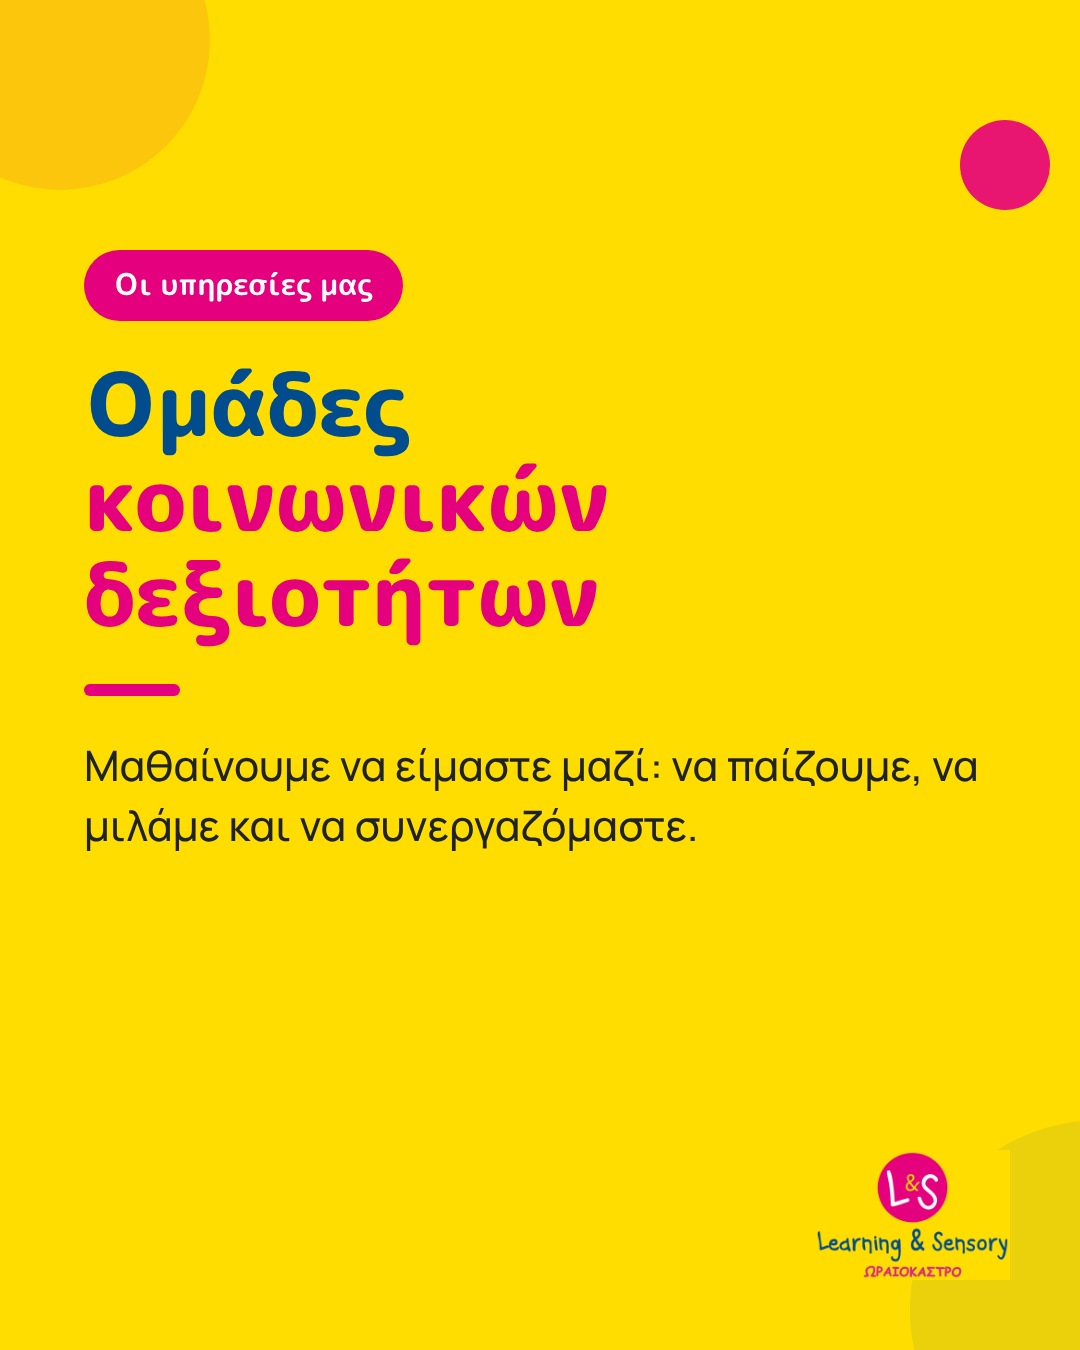 Οι υπηρεσίες μας
Ομάδες
κοινωνικών
δεξιοτήτων
Μαθαίνουμε να είμαστε μαζί: να παίζουμε, να
μιλάμε και να συνεργαζόμαστε.
L&S
Learning & Sensory
ΩΡΑΙΟΚΑΣΤΡΟ